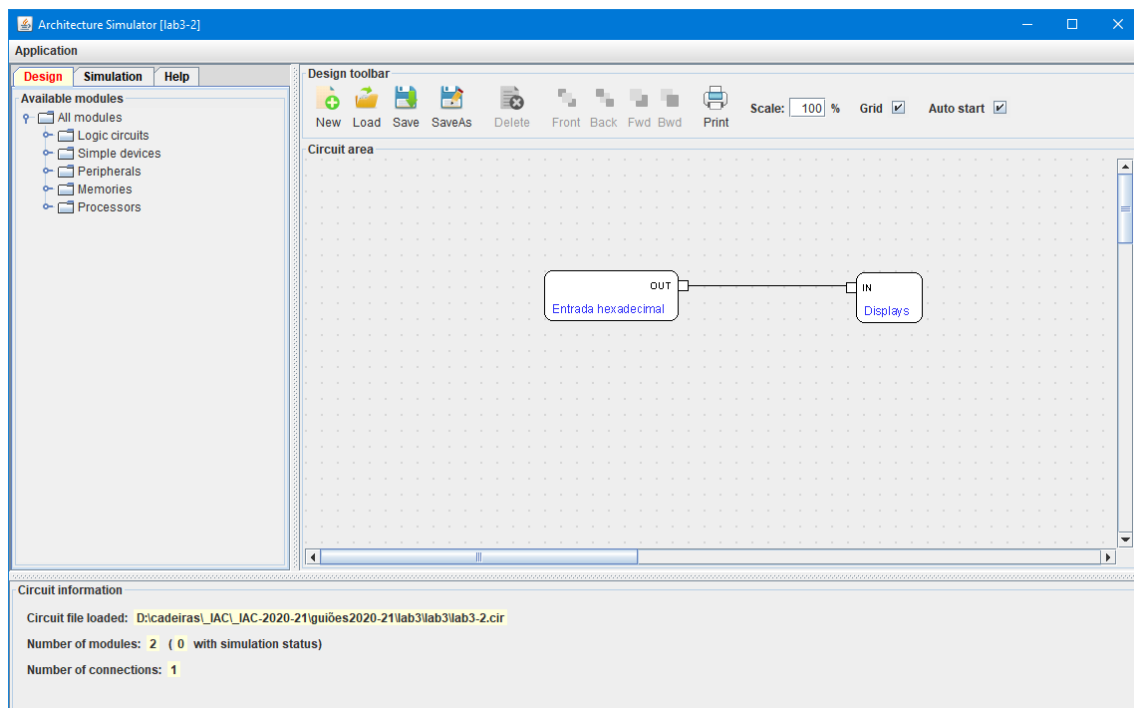 Architecture Simulator [lab3-2]
Application
Design Simulation Help
Available modules
All modules
Logic circuits
Simple devices
Peripherals
Memories
Processors
Design toolbar
New Load Save SaveAs Delete Front Back Fwd Bwd Print Scale: 100 % Grid Auto start
Circuit area
OUT
Entrada hexadecimal
IN
Displays
Circuit information
Circuit file loaded: D:\cadeiras\_IAC\_IAC-2020-21\guiões2020-21\lab3\lab3\lab3-2.cir
Number of modules: 2 ( 0 with simulation status)
Number of connections: 1